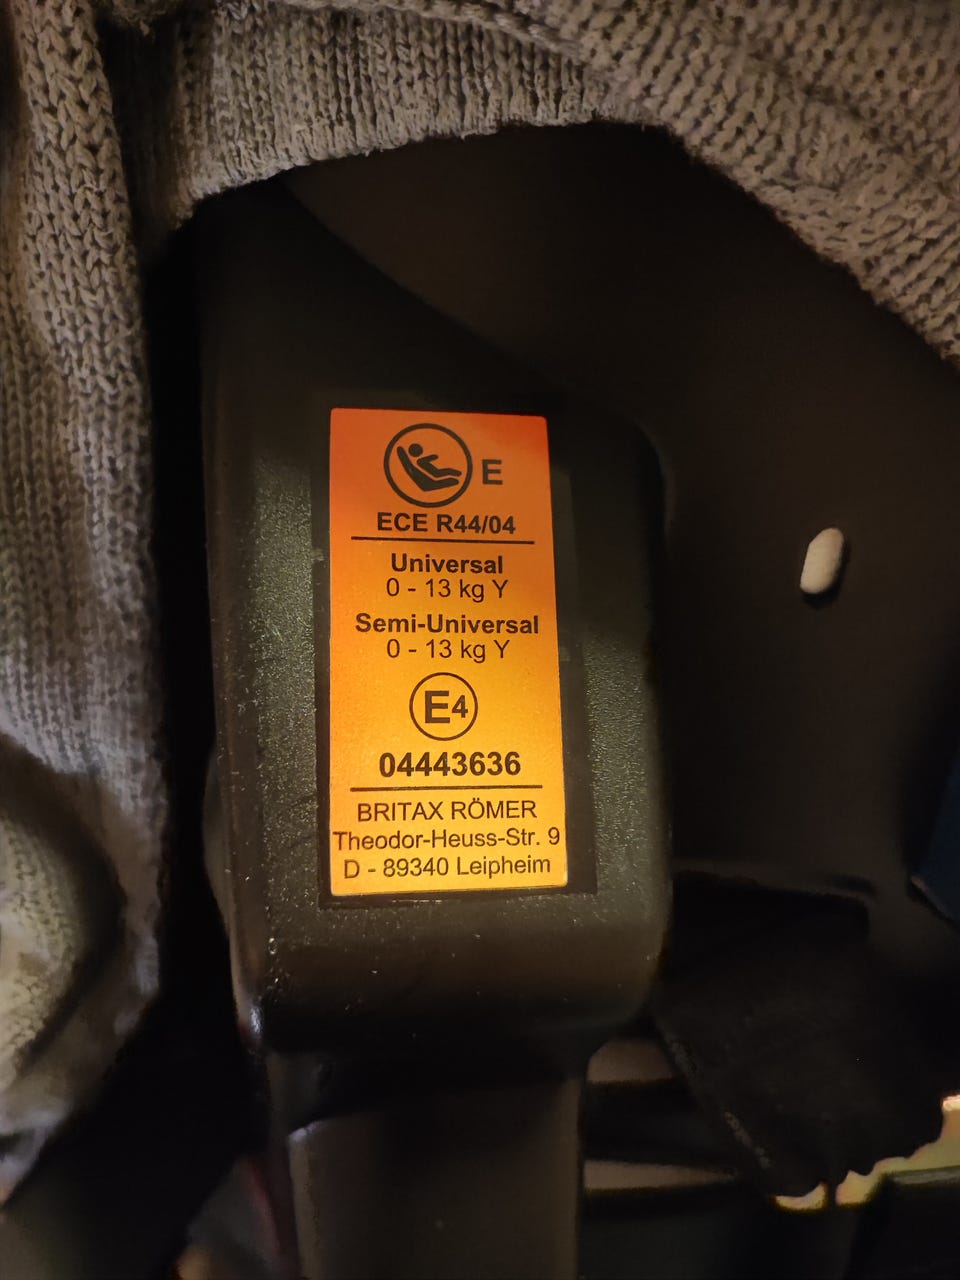 E
ECE R44/04
Universal
0 - 13 kg Y
Semi-Universal
0 - 13 kg Y
E4
04443636
BRITAX RÖMER
Theodor-Heuss-Str. 9
D - 89340 Leipheim